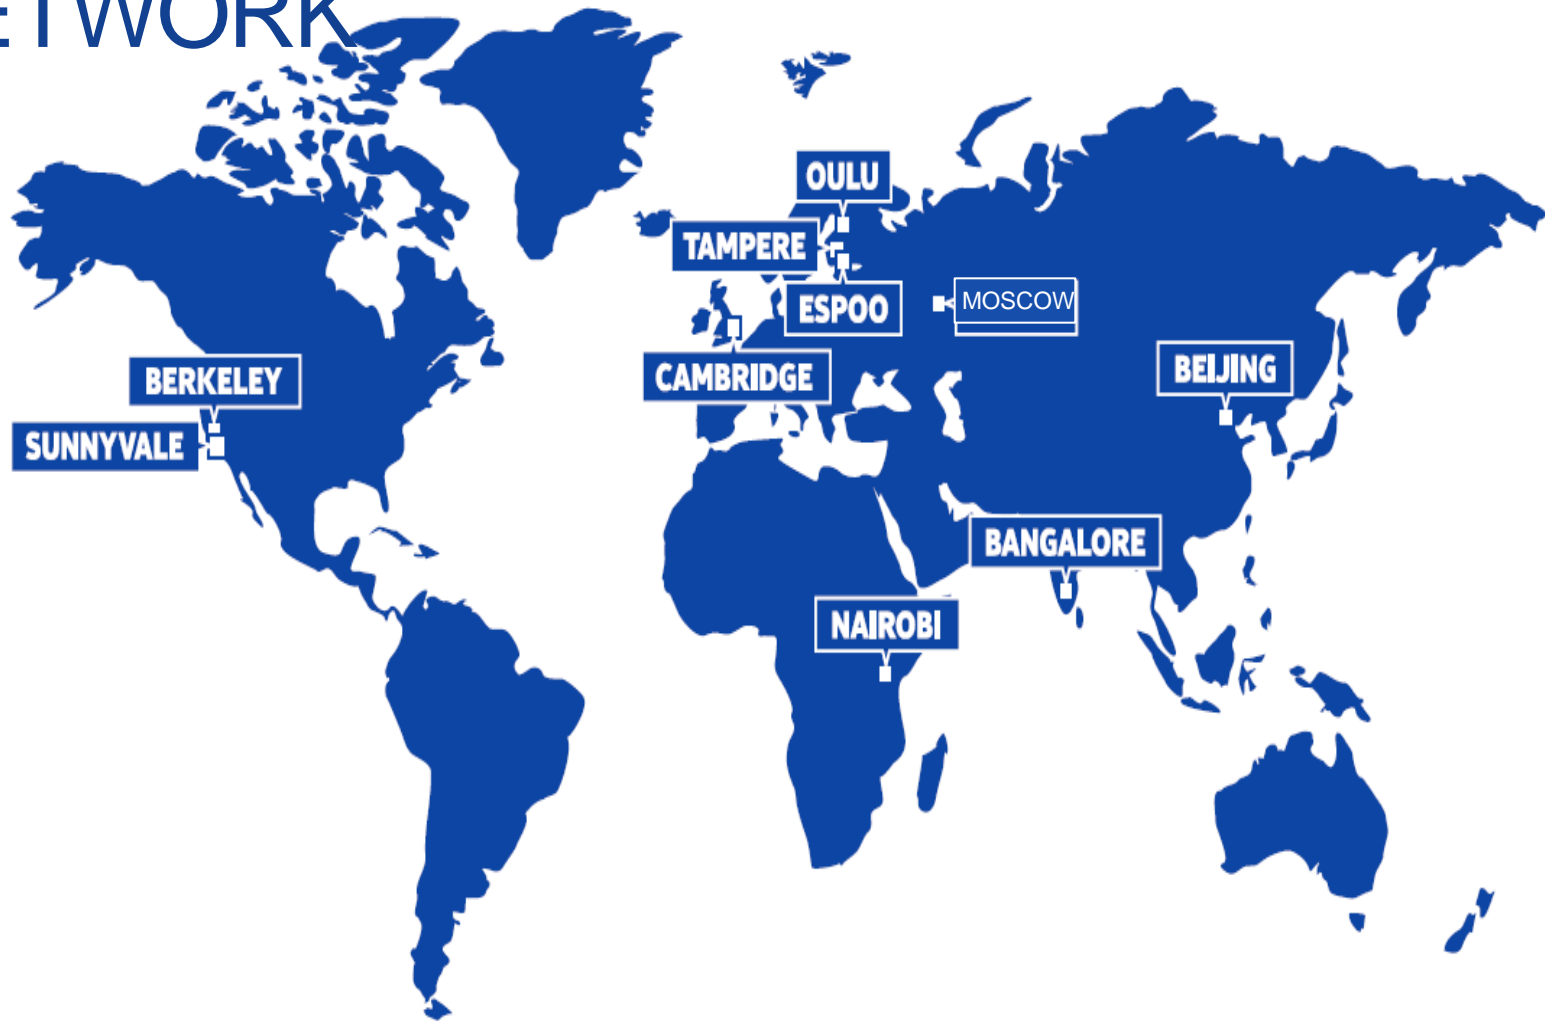 ETWORK
OULU
TAMPERE
ESPOO
MOSCOW
CAMBRIDGE
BEIJING
BERKELEY
SUNNYVALE
BANGALORE
NAIROBI